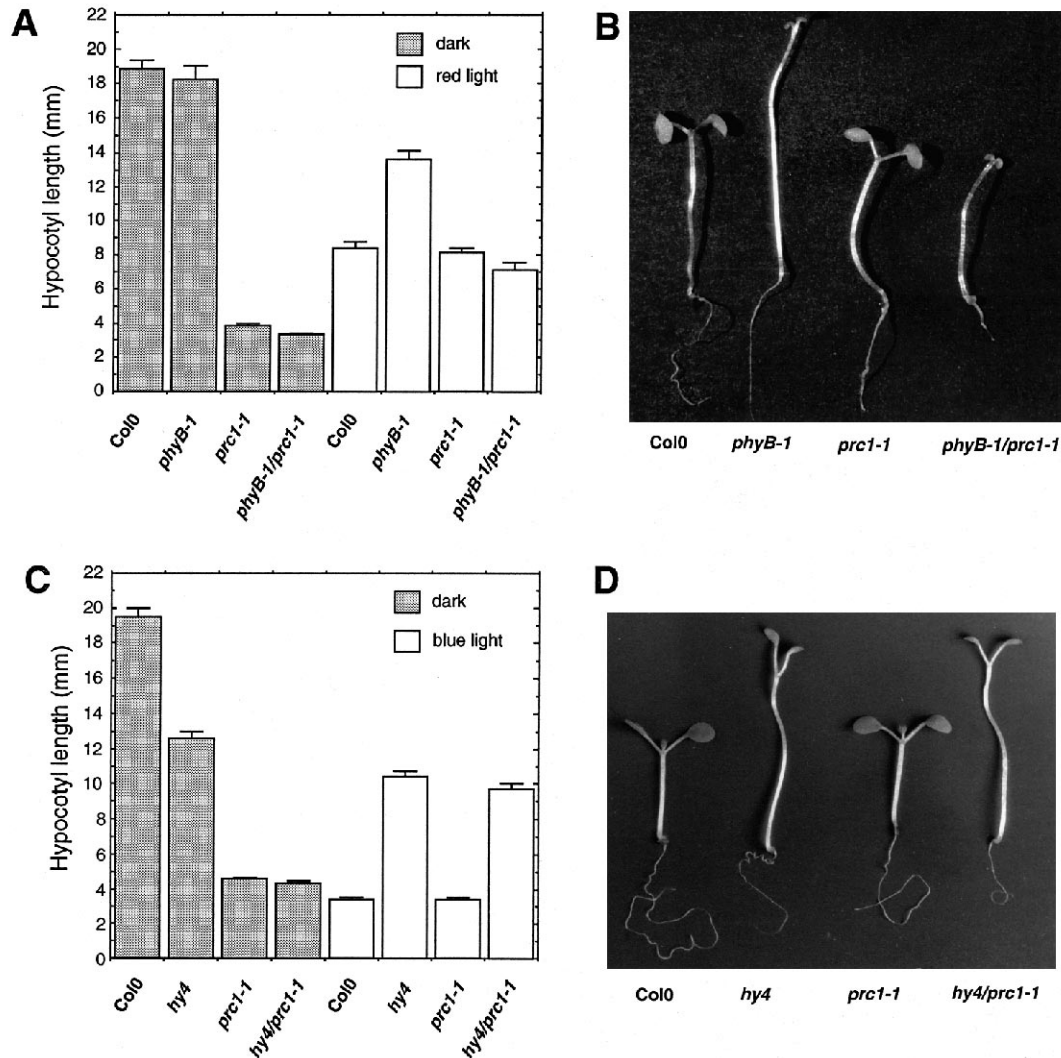 A
Hypocotyl length (mm)
22
20
18
16
14
12
10
8
6
4
2
0
dark
red light
Col0
phyB-1
prc1-1
phyB-1/prc1-1
Col0
phyB-1
prc1-1
phyB-1/prc1-1
B
Col0 phyB-1 prc1-1 phyB-1/prc1-1
C
Hypocotyl length (mm)
22
20
18
16
14
12
10
8
6
4
2
0
dark
blue light
Col0
hy4
prc1-1
hy4/prc1-1
Col0
hy4
prc1-1
hy4/prc1-1
D
Col0 hy4 prc1-1 hy4/prc1-1